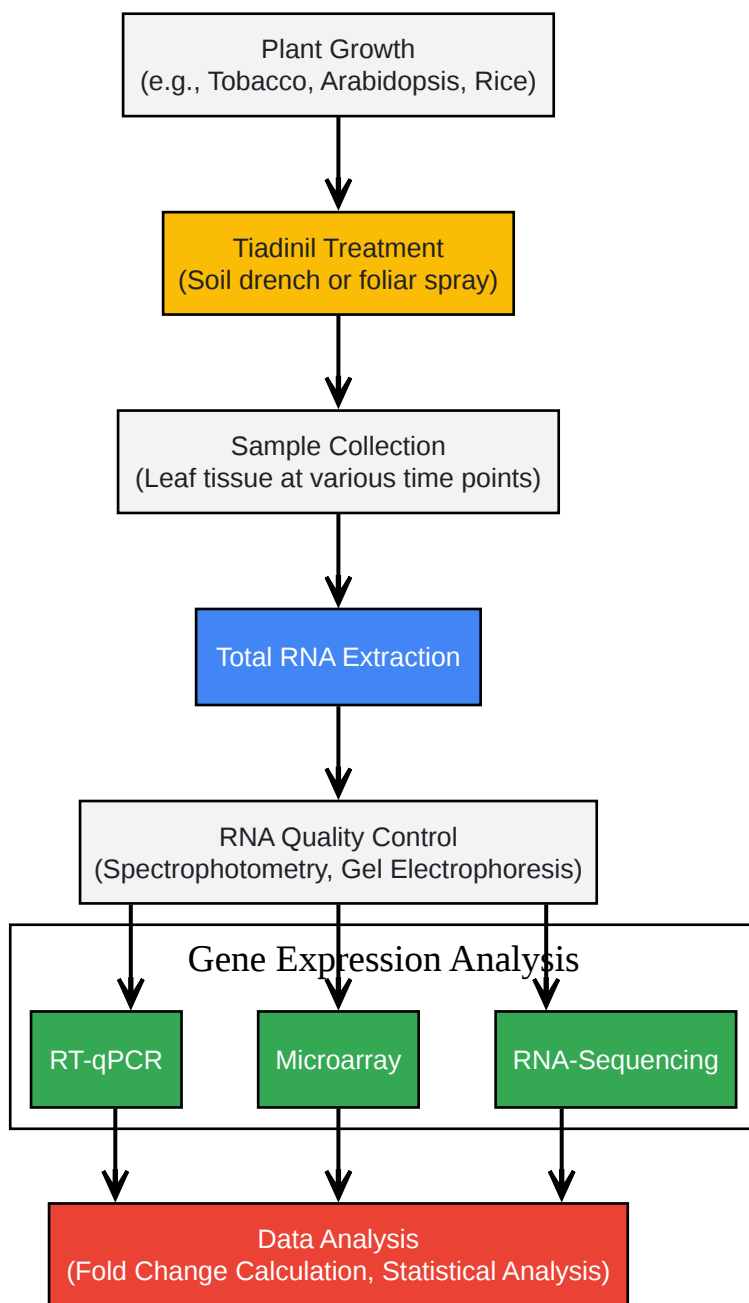 Plant Growth
(e.g., Tobacco, Arabidopsis, Rice)
Tiadinil Treatment
(Soil drench or foliar spray)
Sample Collection
(Leaf tissue at various time points)
Total RNA Extraction
RNA Quality Control
(Spectrophotometry, Gel Electrophoresis)
Gene Expression Analysis
RT-qPCR
Microarray
RNA-Sequencing
Data Analysis
(Fold Change Calculation, Statistical Analysis)